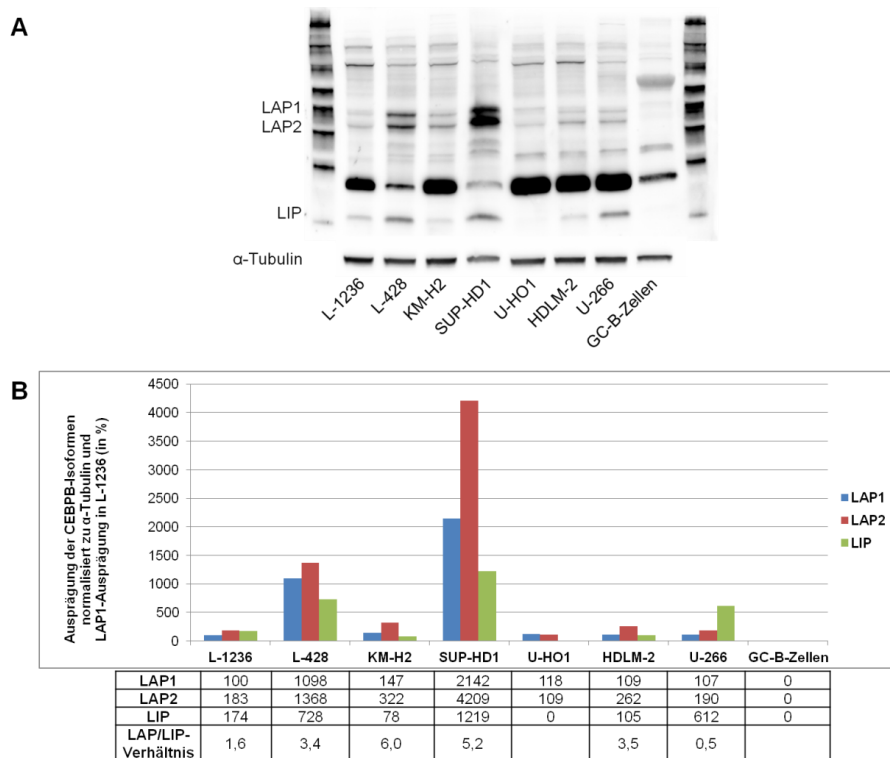 A
LAP1
LAP2
LIP
α-Tubulin
L-1236
L-428
KM-H2
SUP-HD1
U-HO1
HDLM-2
U-266
GC-B-Zellen
B
Ausprägung der CEBPB-Isoformen
normalisiert zu α-Tubulin und
LAP1-Ausprägung in L-1236 (in %)
4500
4000
3500
3000
2500
2000
1500
1000
500
0
LAP1
LAP2
LIP
L-1236 L-428 KM-H2 SUP-HD1 U-HO1 HDLM-2 U-266 GC-B-Zellen
LAP1 100 1098 147 2142 118 109 107 0
LAP2 183 1368 322 4209 109 262 190 0
LIP 174 728 78 1219 0 105 612 0
LAP/LIP-
Verhältnis 1,6 3,4 6,0 5,2 3,5 0,5